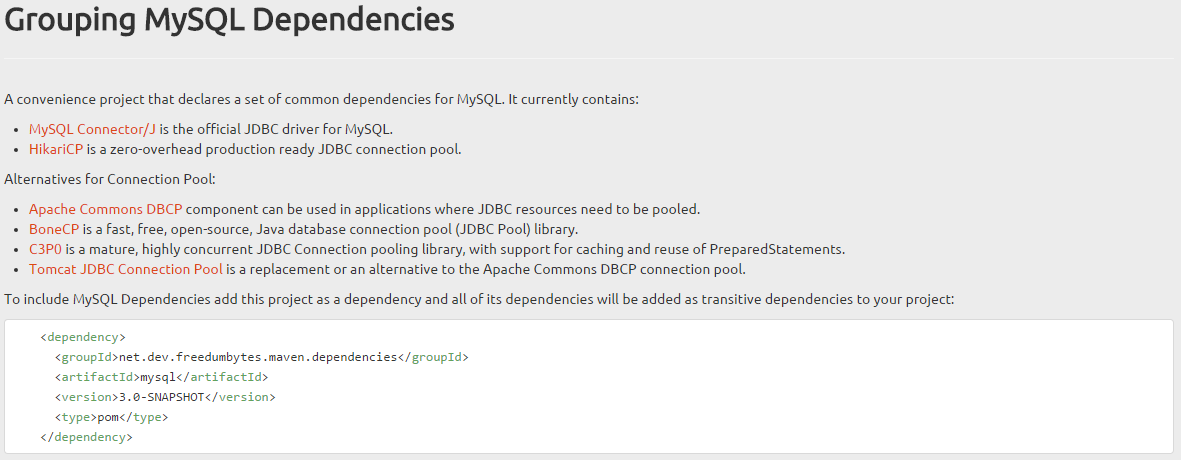 Grouping MySQL Dependencies
A convenience project that declares a set of common dependencies for MySQL. It currently contains:
• MySQL Connector/J is the official JDBC driver for MySQL.
• HikariCP is a zero-overhead production ready JDBC connection pool.
Alternatives for Connection Pool:
• Apache Commons DBCP component can be used in applications where JDBC resources need to be pooled.
• BoneCP is a fast, free, open-source, Java database connection pool (JDBC Pool) library.
• C3P0 is a mature, highly concurrent JDBC Connection pooling library, with support for caching and reuse of PreparedStatements.
• Tomcat JDBC Connection Pool is a replacement or an alternative to the Apache Commons DBCP connection pool.
To include MySQL Dependencies add this project as a dependency and all of its dependencies will be added as transitive dependencies to your project:
<dependency>
  <groupId>net.dev.freedumbytes.maven.dependencies</groupId>
  <artifactId>mysql</artifactId>
  <version>3.0-SNAPSHOT</version>
  <type>pom</type>
</dependency>